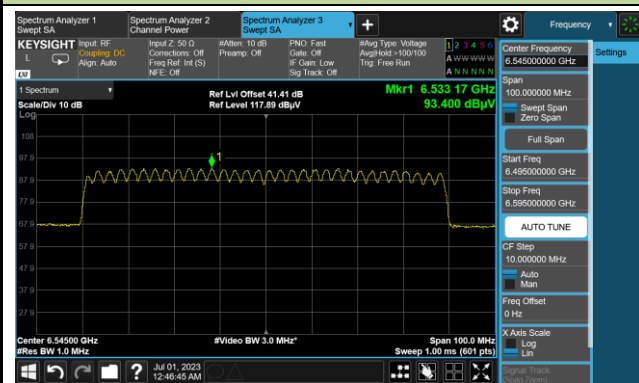 Spectrum Analyzer 1
Swept SA
Spectrum Analyzer 2
Channel Power
Spectrum Analyzer 3
Swept SA
Frequency
KEYSIGHT
L
LXI
Input: RF
Coupling: DC
Align: Auto
Input Z: 50 Ω
Corrections: Off
Freq Ref: Int (S)
NFE: Off
#Atten: 10 dB
Preamp: Off
PNO: Fast
Gate: Off
IF Gain: Low
Sig Track: Off
#Avg Type: Voltage
Avg|Hold:>100/100
Trig: Free Run
1 2 3 4 5 6
A W W W W W
A N N N N N
1 Spectrum
Scale/Div 10 dB
Log
Ref Lvl Offset 41.41 dB
Ref Level 117.89 dBµV
Mkr1 6.533 17 GHz
93.400 dBµV
108
97.9
87.9
77.9
67.9
57.9
47.9
37.9
27.9
1
Center 6.54500 GHz
#Res BW 1.0 MHz
#Video BW 3.0 MHz*
Span 100.0 MHz
Sweep 1.00 ms (601 pts)
Jul 01, 2023
12:46:45 AM
Center Frequency
6.545000000 GHz
Settings
Span
100.000000 MHz
Swept Span
Zero Span
Full Span
Start Freq
6.495000000 GHz
Stop Freq
6.595000000 GHz
AUTO TUNE
CF Step
10.000000 MHz
Auto
Man
Freq Offset
0 Hz
X Axis Scale
Log
Lin
Signal Track
(Span Zoom)